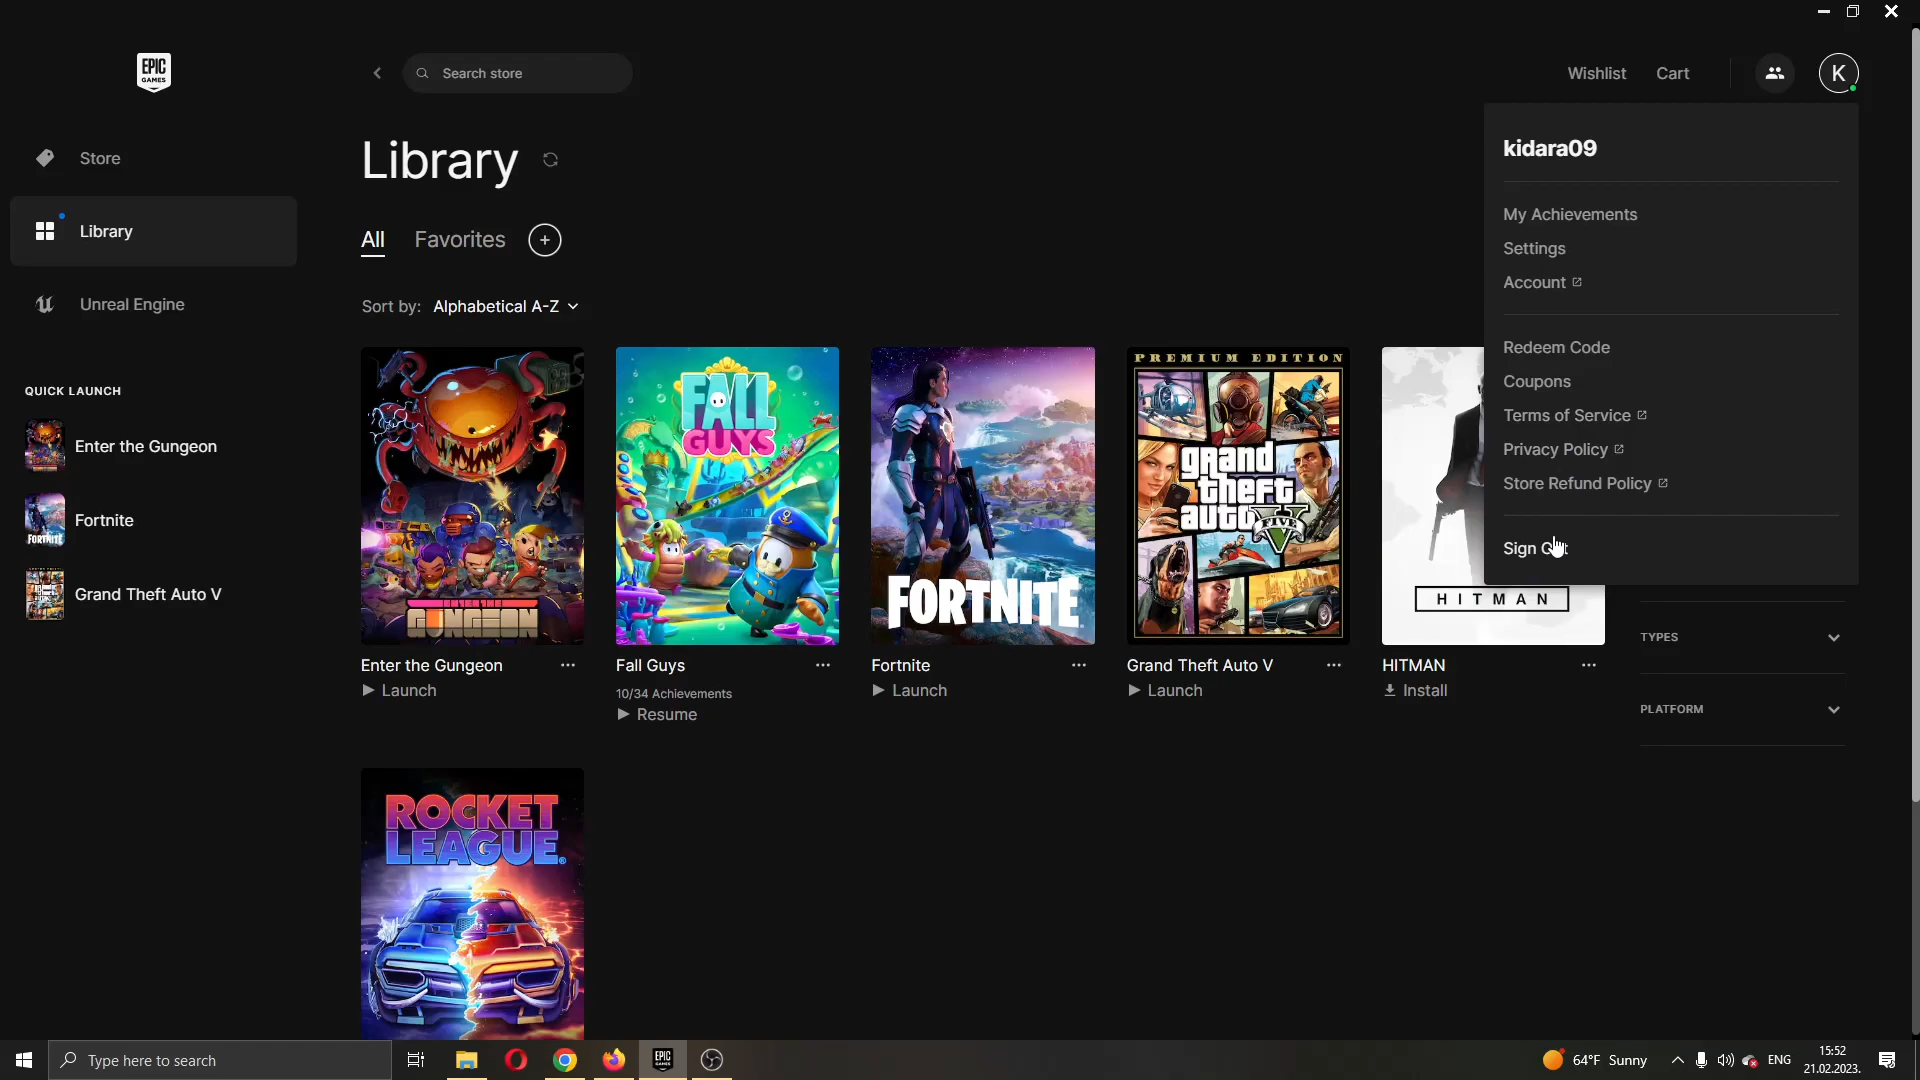 EPIC
GAMES
Search store
Wishlist
Cart
K
Store
Library
Unreal Engine
QUICK LAUNCH
Enter the Gungeon
FORTNITE
Fortnite
Grand Theft Auto V
Library
All
Favorites
+
Sort by: Alphabetical A-Z
GUNGEON
Enter the Gungeon
Launch
FALL
GUYS
Fall Guys
10/34 Achievements
Resume
FORTNITE
Fortnite
Launch
PREMIUM EDITION
grand
theft
auto
FIVE
Grand Theft Auto V
Launch
HITMAN
HITMAN
Install
ROCKET
LEAGUE
kidara09
My Achievements
Settings
Account
Redeem Code
Coupons
Terms of Service
Privacy Policy
Store Refund Policy
Sign Out
TYPES
PLATFORM
Type here to search
EPIC
GAMES
64°F Sunny
ENG
15:52
21.02.2023.